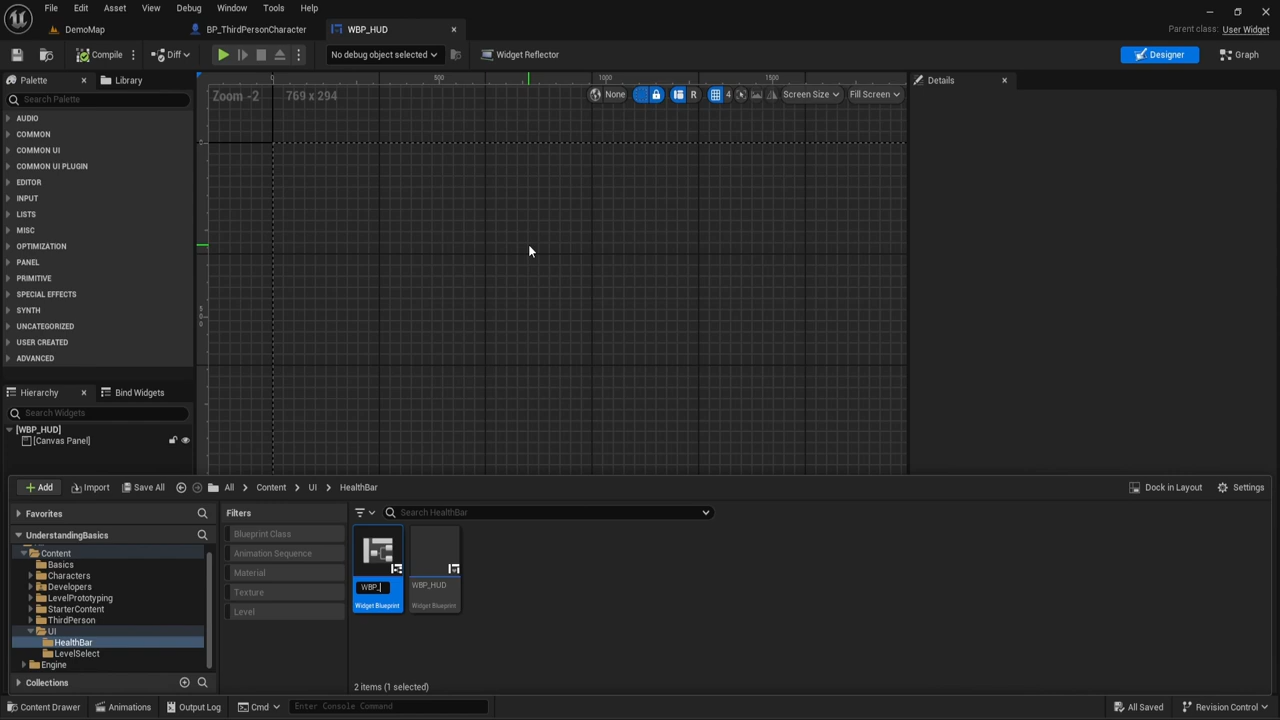 File Edit Asset View Debug Window Tools Help
DemoMap BP_ThirdPersonCharacter WBP_HUD Parent class: User Widget
Compile Diff No debug object selected Widget Reflector Designer Graph
Palette Library 0 500 1000 1500 Details
Search Palette Zoom -2 769 x 294 None R 4 Screen Size Fill Screen
AUDIO
COMMON
COMMON UI
COMMON UI PLUGIN
EDITOR
INPUT
LISTS
MISC
OPTIMIZATION
PANEL
PRIMITIVE
SPECIAL EFFECTS
SYNTH
UNCATEGORIZED
USER CREATED
ADVANCED
0
500
Hierarchy Bind Widgets
Search Widgets
[WBP_HUD]
[Canvas Panel]
Add Import Save All All Content UI HealthBar Dock in Layout Settings
Favorites Filters Search HealthBar
UnderstandingBasics
Content
Basics
Characters
Developers
LevelPrototyping
StarterContent
ThirdPerson
UI
HealthBar
LevelSelect
Engine
Collections
Blueprint Class
Animation Sequence
Material
Texture
Level
WBP_ WBP_HUD
Widget Blueprint Widget Blueprint
2 items (1 selected)
Content Drawer Animations Output Log Cmd Enter Console Command All Saved Revision Control